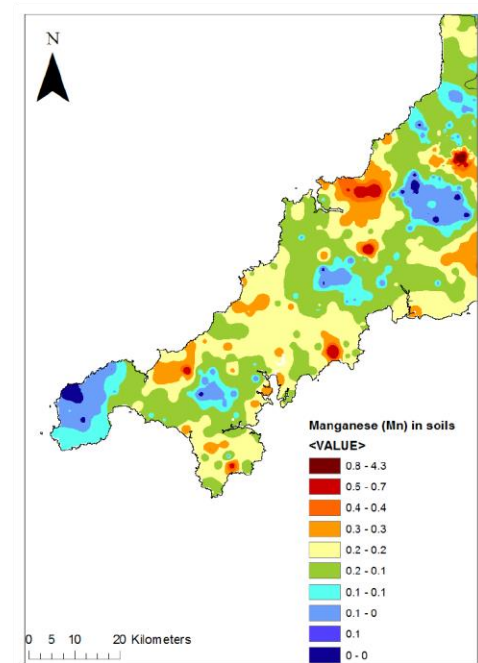 N
Manganese (Mn) in soils
<VALUE>
0.8 - 4.3
0.5 - 0.7
0.4 - 0.4
0.3 - 0.3
0.2 - 0.2
0.2 - 0.1
0.1 - 0.1
0.1 - 0
0.1
0 - 0
0 5 10 20 Kilometers